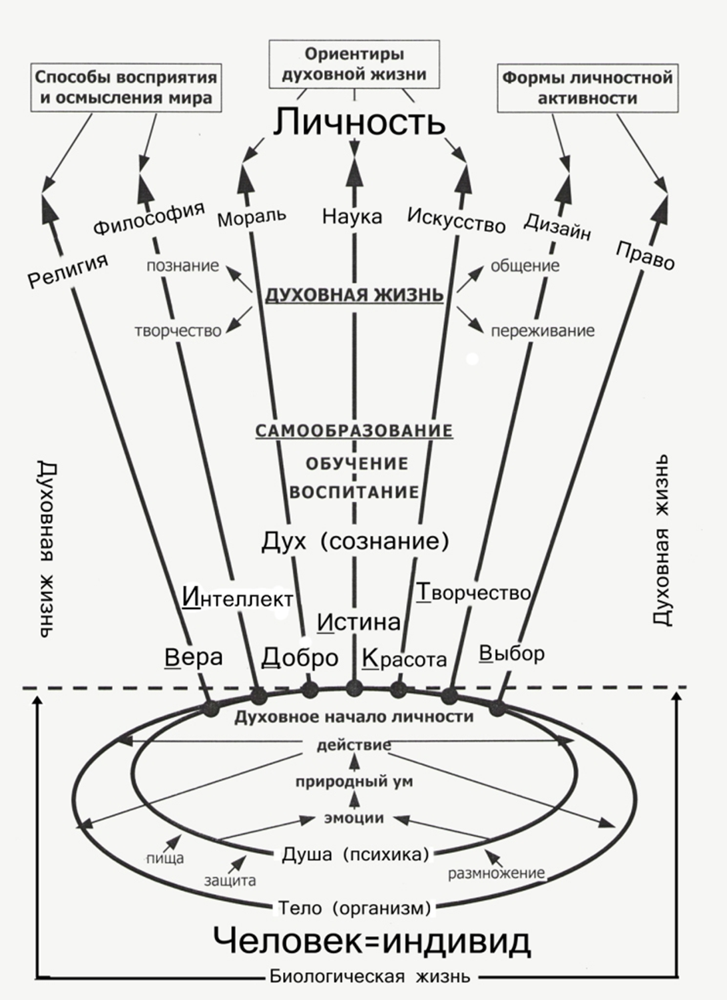 Ориентиры
духовной жизни
Способы восприятия
и осмысления мира
Формы личностной
активности
Личность
Религия
Философия
Мораль
Наука
Искусство
Дизайн
Право
познание
общение
ДУХОВНАЯ ЖИЗНЬ
творчество
переживание
САМООБРАЗОВАНИЕ
ОБУЧЕНИЕ
ВОСПИТАНИЕ
Духовная жизнь
Духовная жизнь
Дух (сознание)
Интеллект
Творчество
Истина
Вера
Добро
Красота
Выбор
Духовное начало личности
действие
природный ум
эмоции
Душа (психика)
пища
защита
размножение
Тело (организм)
Человек=индивид
Биологическая жизнь